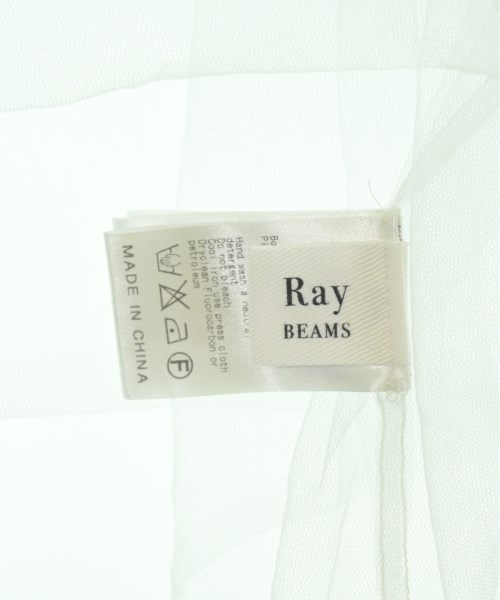 Ray
BEAMS
Hand wash a neutral
detergent
Do not bleach
Cool iron use press cloth
Dryclean Fluorocarbon or
petroleum
F
MADE IN CHINA